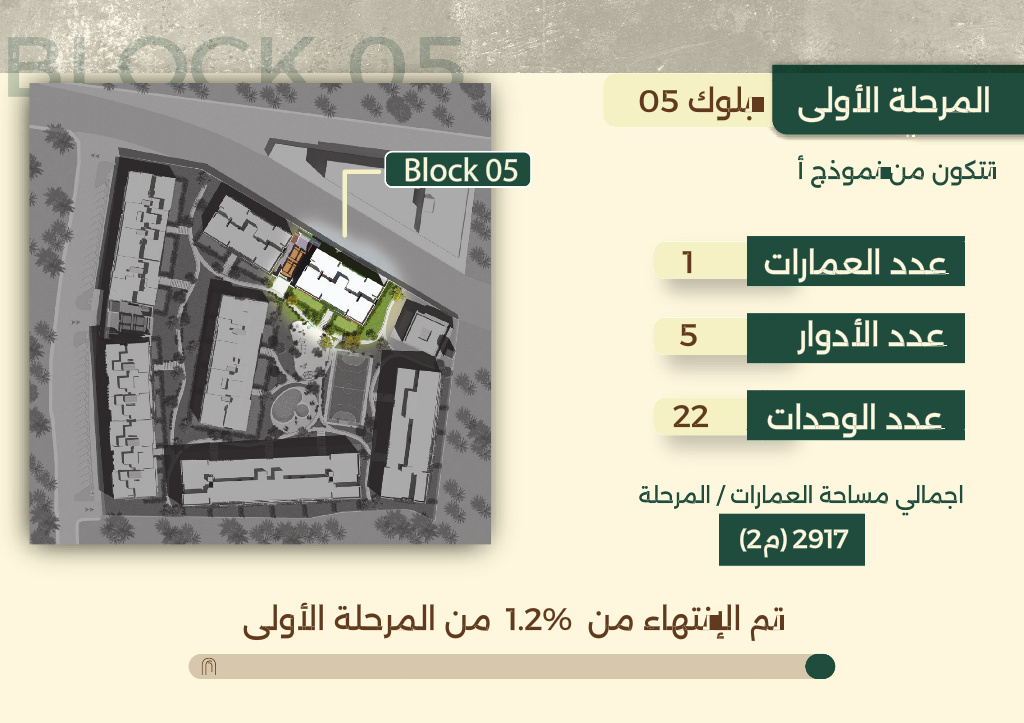 BLOCK 05
المرحلة الأولى
بلوك 05
تتكون من نموذج أ
Block 05
عدد العمارات
1
عدد الأدوار
5
عدد الوحدات
22
اجمالي مساحة العمارات / المرحلة
2917 (م2)
تم الإنتهاء من 1.2% من المرحلة الأولى